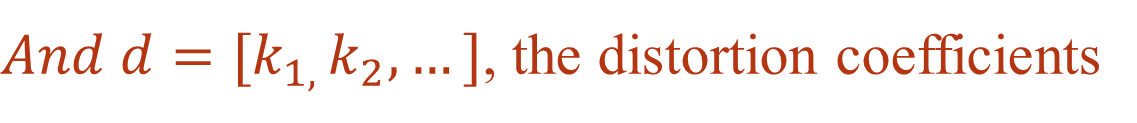 And d = [k₁, k₂, … ], the distortion coefficients